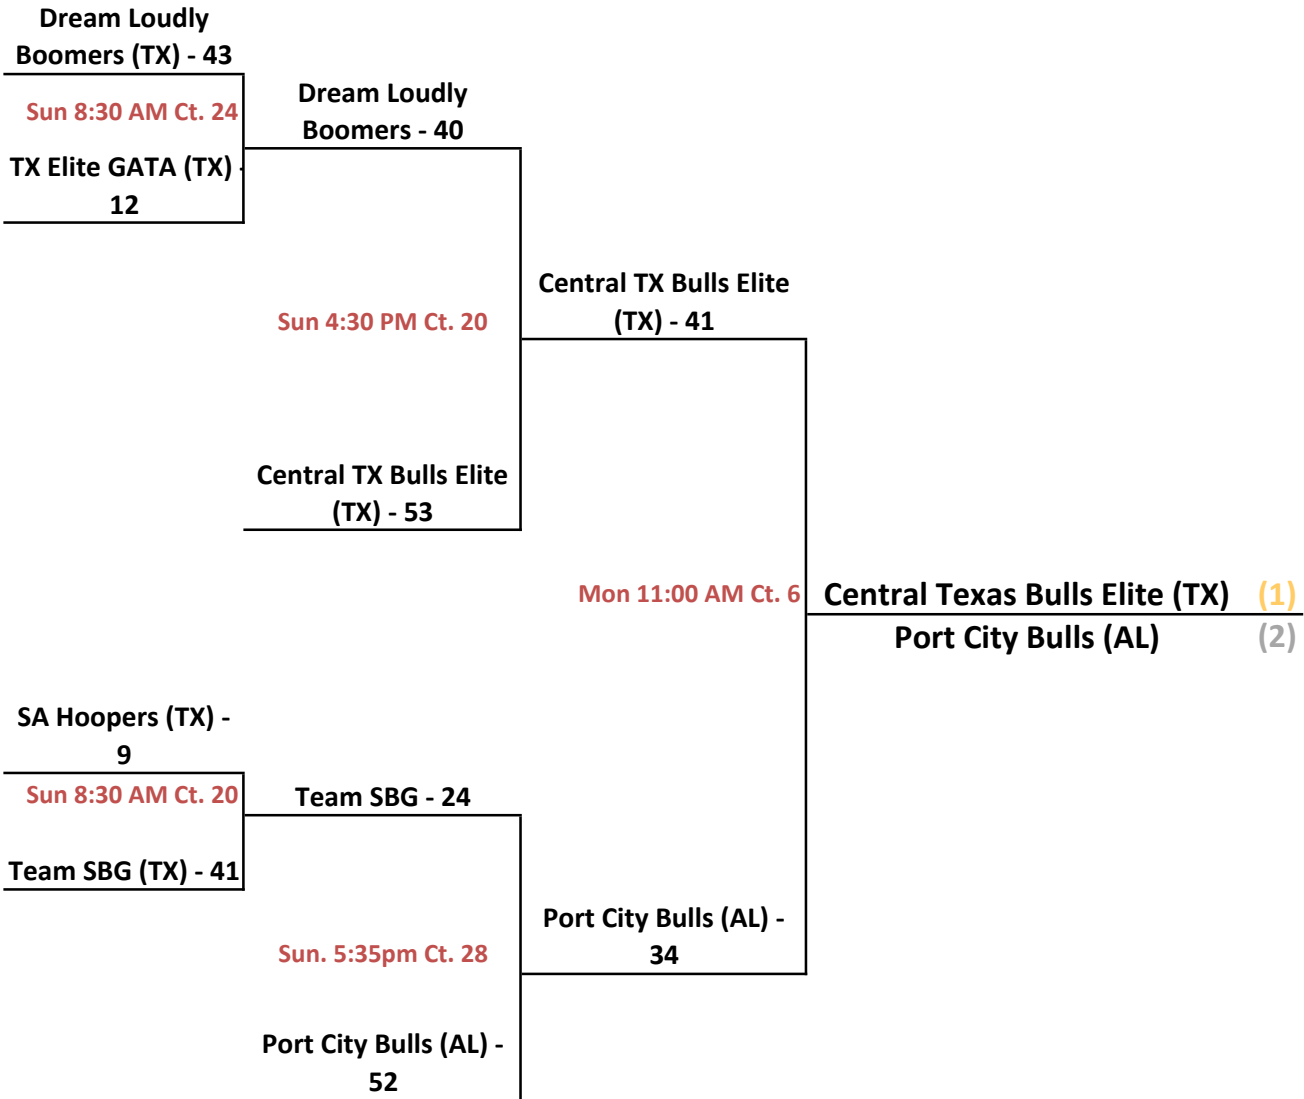 Dream Loudly
Boomers (TX) - 43
Sun 8:30 AM Ct. 24
TX Elite GATA (TX) -
12
Dream Loudly
Boomers - 40
Sun 4:30 PM Ct. 20
Central TX Bulls Elite
(TX) - 53
Central TX Bulls Elite
(TX) - 41
Mon 11:00 AM Ct. 6
Central Texas Bulls Elite (TX) (1)
Port City Bulls (AL) (2)
SA Hoopers (TX) -
9
Sun 8:30 AM Ct. 20
Team SBG (TX) - 41
Team SBG - 24
Sun. 5:35pm Ct. 28
Port City Bulls (AL) -
52
Port City Bulls (AL) -
34